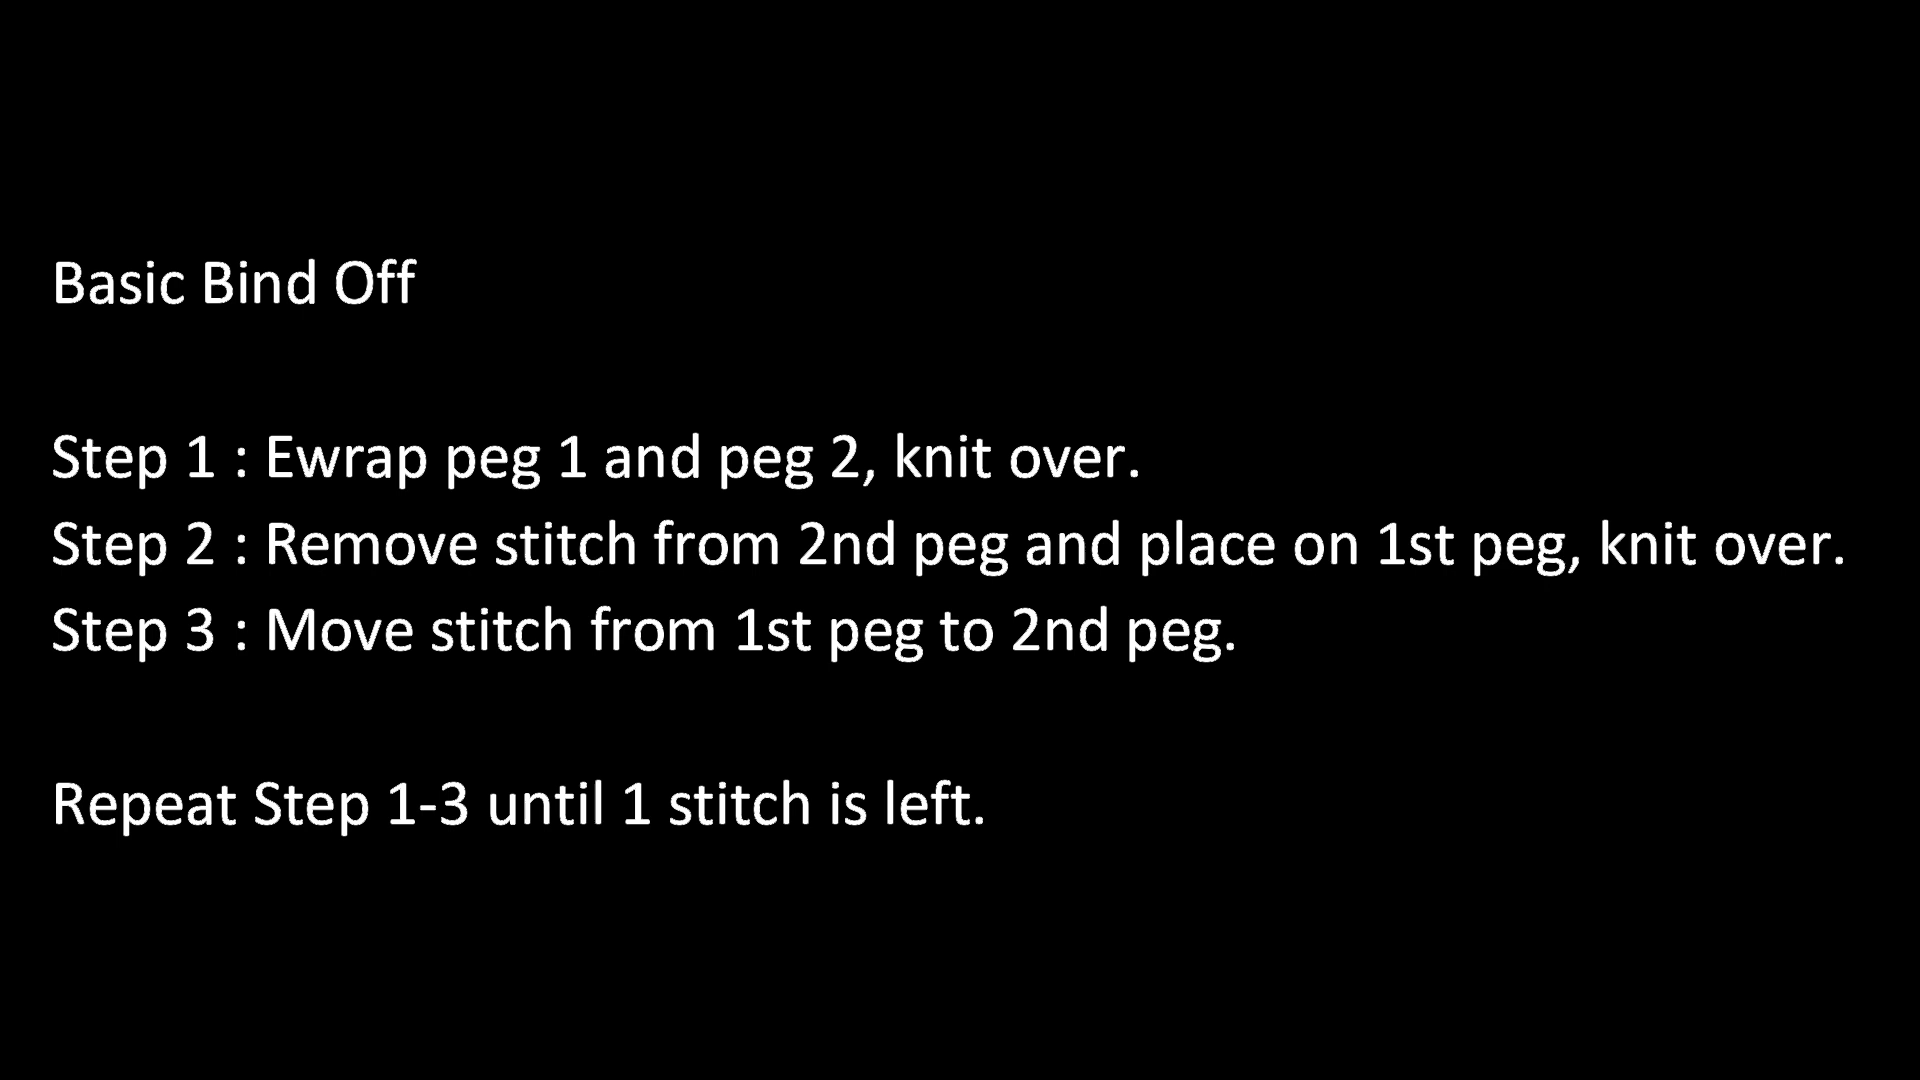 Basic Bind Off
Step 1 : Ewrap peg 1 and peg 2, knit over.
Step 2 : Remove stitch from 2nd peg and place on 1st peg, knit over.
Step 3 : Move stitch from 1st peg to 2nd peg.
Repeat Step 1-3 until 1 stitch is left.